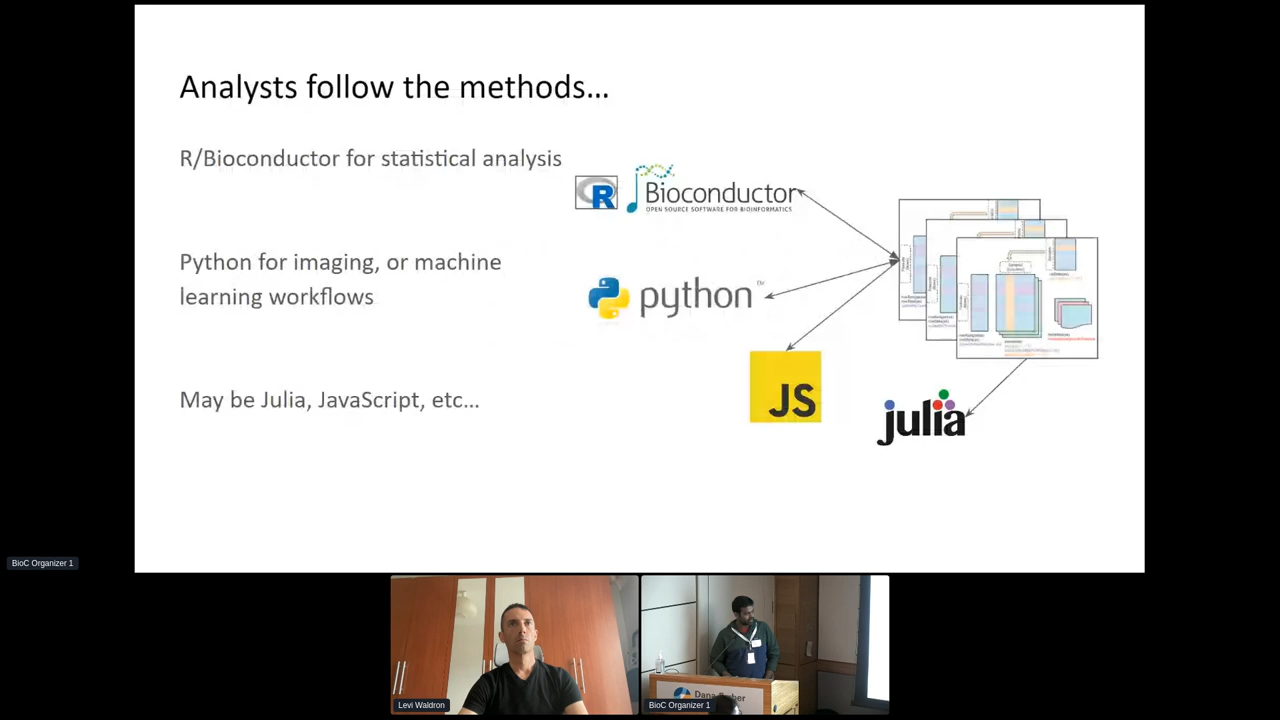 Analysts follow the methods...
R/Bioconductor for statistical analysis
R
Bioconductor
OPEN SOURCE SOFTWARE FOR BIOINFORMATICS
Python for imaging, or machine
learning workflows
python
TM
JS
May be Julia, JavaScript, etc...
julia
BioC Organizer 1
Levi Waldron
BioC Organizer 1